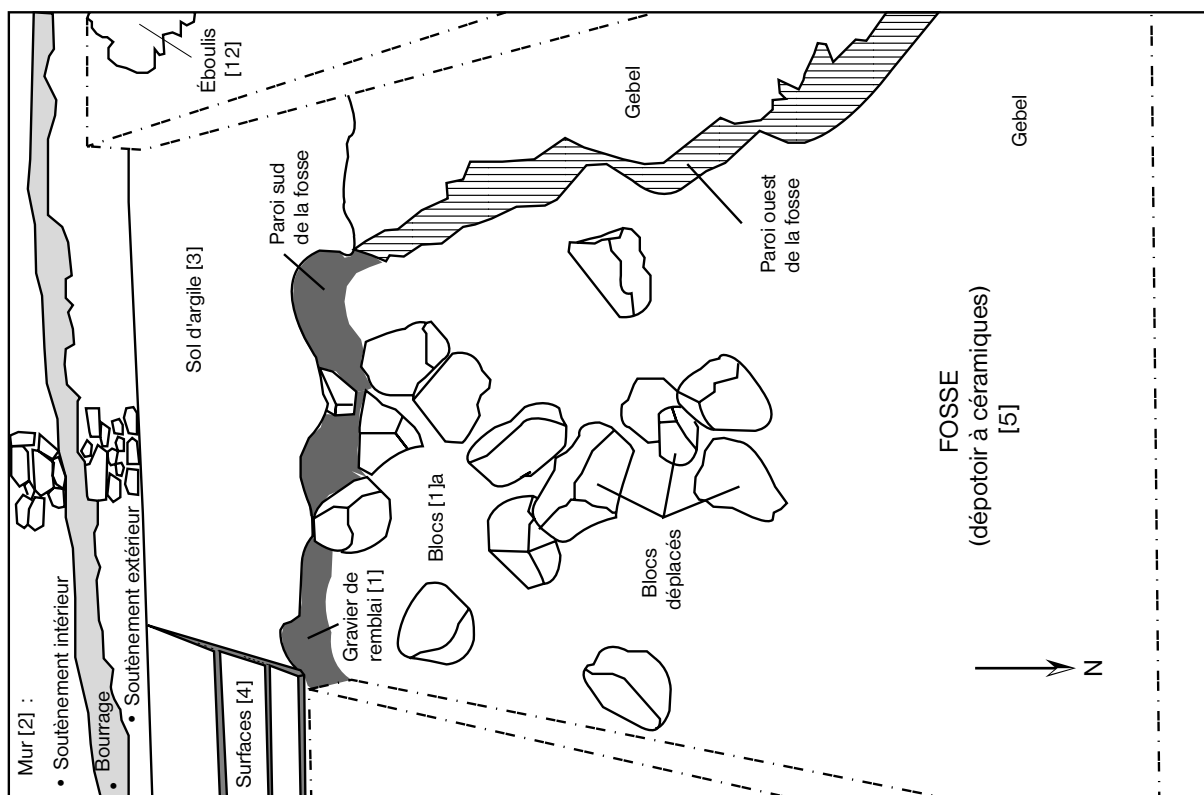 Mur [2] :
• Soutènement intérieur
• Bourrage
• Soutènement extérieur
Éboulis
[12]
Sol d'argile [3]
Surfaces [4]
Paroi sud
de la fosse
Gravier de
remblai [1]
Blocs [1]a
Gebel
Blocs
déplacés
Paroi ouest
de la fosse
FOSSE
(dépotoir à céramiques)
[5]
Gebel
N